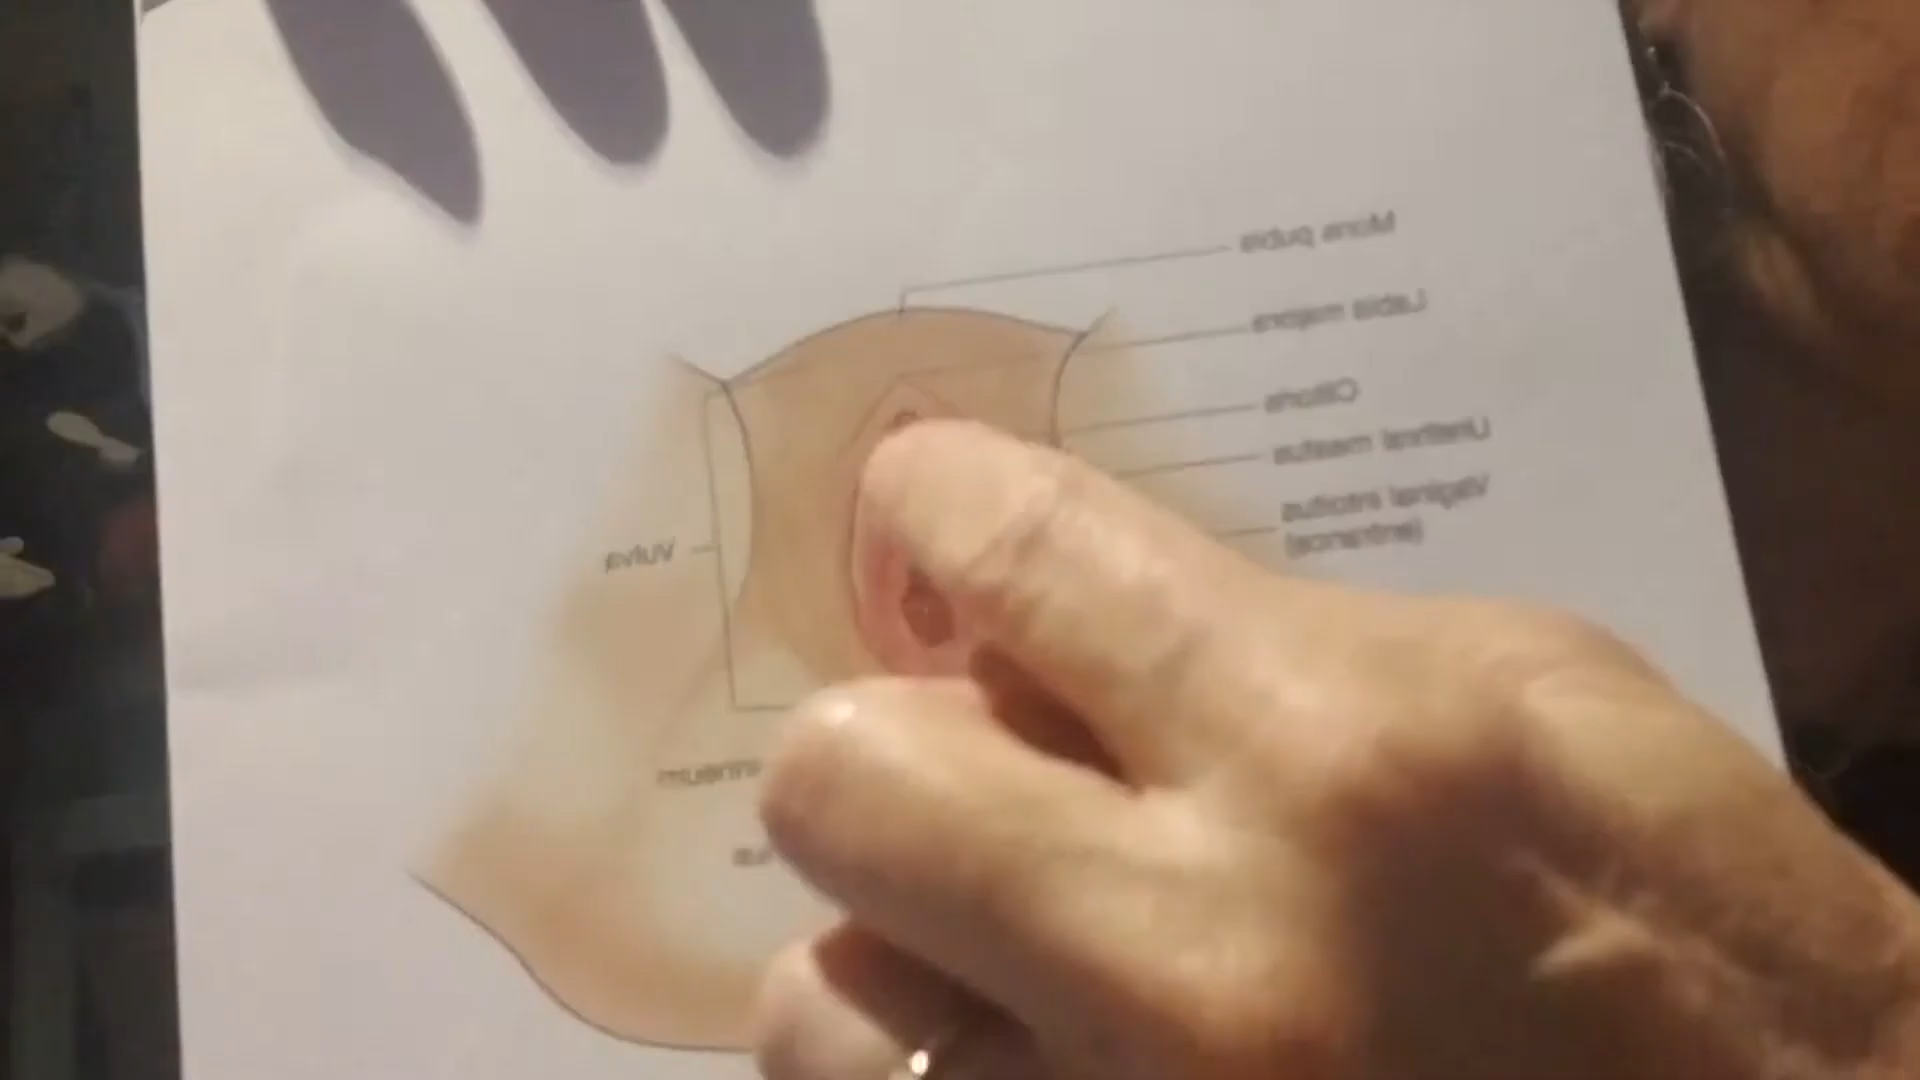 Mons pubis
Labia majora
Clitoris
Urethral meatus
Vaginal introitus
(entrance)
Vulva